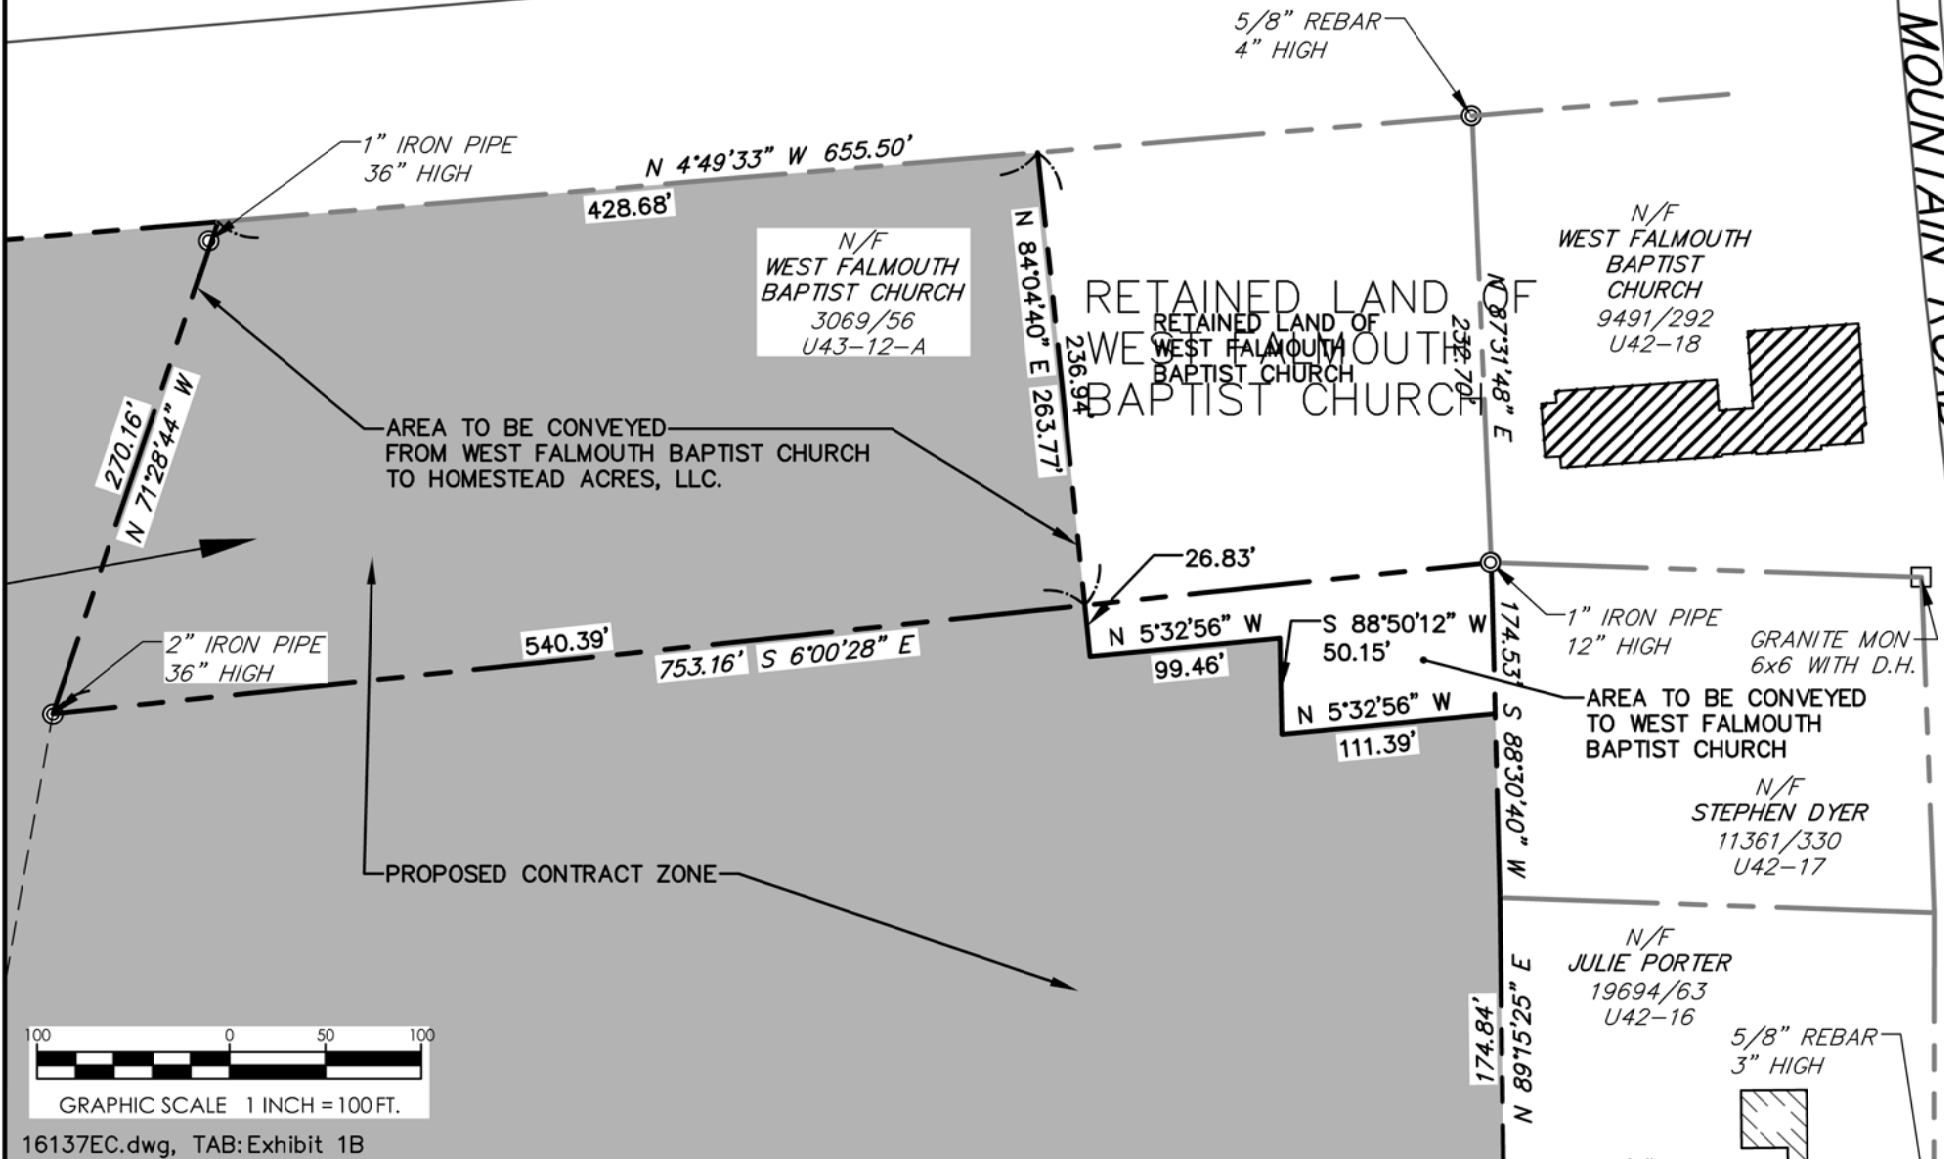 5/8" REBAR
4" HIGH
MOUNTAIN ROAD
1" IRON PIPE
36" HIGH
N 4°49'33" W 655.50'
428.68'
N/F
WEST FALMOUTH
BAPTIST CHURCH
3069/56
U43-12-A
N 84°04'40" E 263.77'
236.94'
RETAINED LAND OF
WEST FALMOUTH
BAPTIST CHURCH
RETAINED LAND OF
WEST FALMOUTH
BAPTIST CHURCH
232.70'
N 87°31'48" E
N/F
WEST FALMOUTH
BAPTIST
CHURCH
9491/292
U42-18
270.16'
N 71°28'44" W
AREA TO BE CONVEYED
FROM WEST FALMOUTH BAPTIST CHURCH
TO HOMESTEAD ACRES, LLC.
26.83'
N 5°32'56" W
99.46'
S 88°50'12" W
50.15'
N 5°32'56" W
111.39'
174.53' S 88°30'40" W
1" IRON PIPE
12" HIGH
GRANITE MON
6x6 WITH D.H.
2" IRON PIPE
36" HIGH
540.39'
753.16' S 6°00'28" E
AREA TO BE CONVEYED
TO WEST FALMOUTH
BAPTIST CHURCH
N/F
STEPHEN DYER
11361/330
U42-17
PROPOSED CONTRACT ZONE
N/F
JULIE PORTER
19694/63
U42-16
174.84'
N 89°15'25" E
5/8" REBAR
3" HIGH
100 0 50 100
GRAPHIC SCALE 1 INCH = 100 FT.
16137EC.dwg, TAB: Exhibit 1B